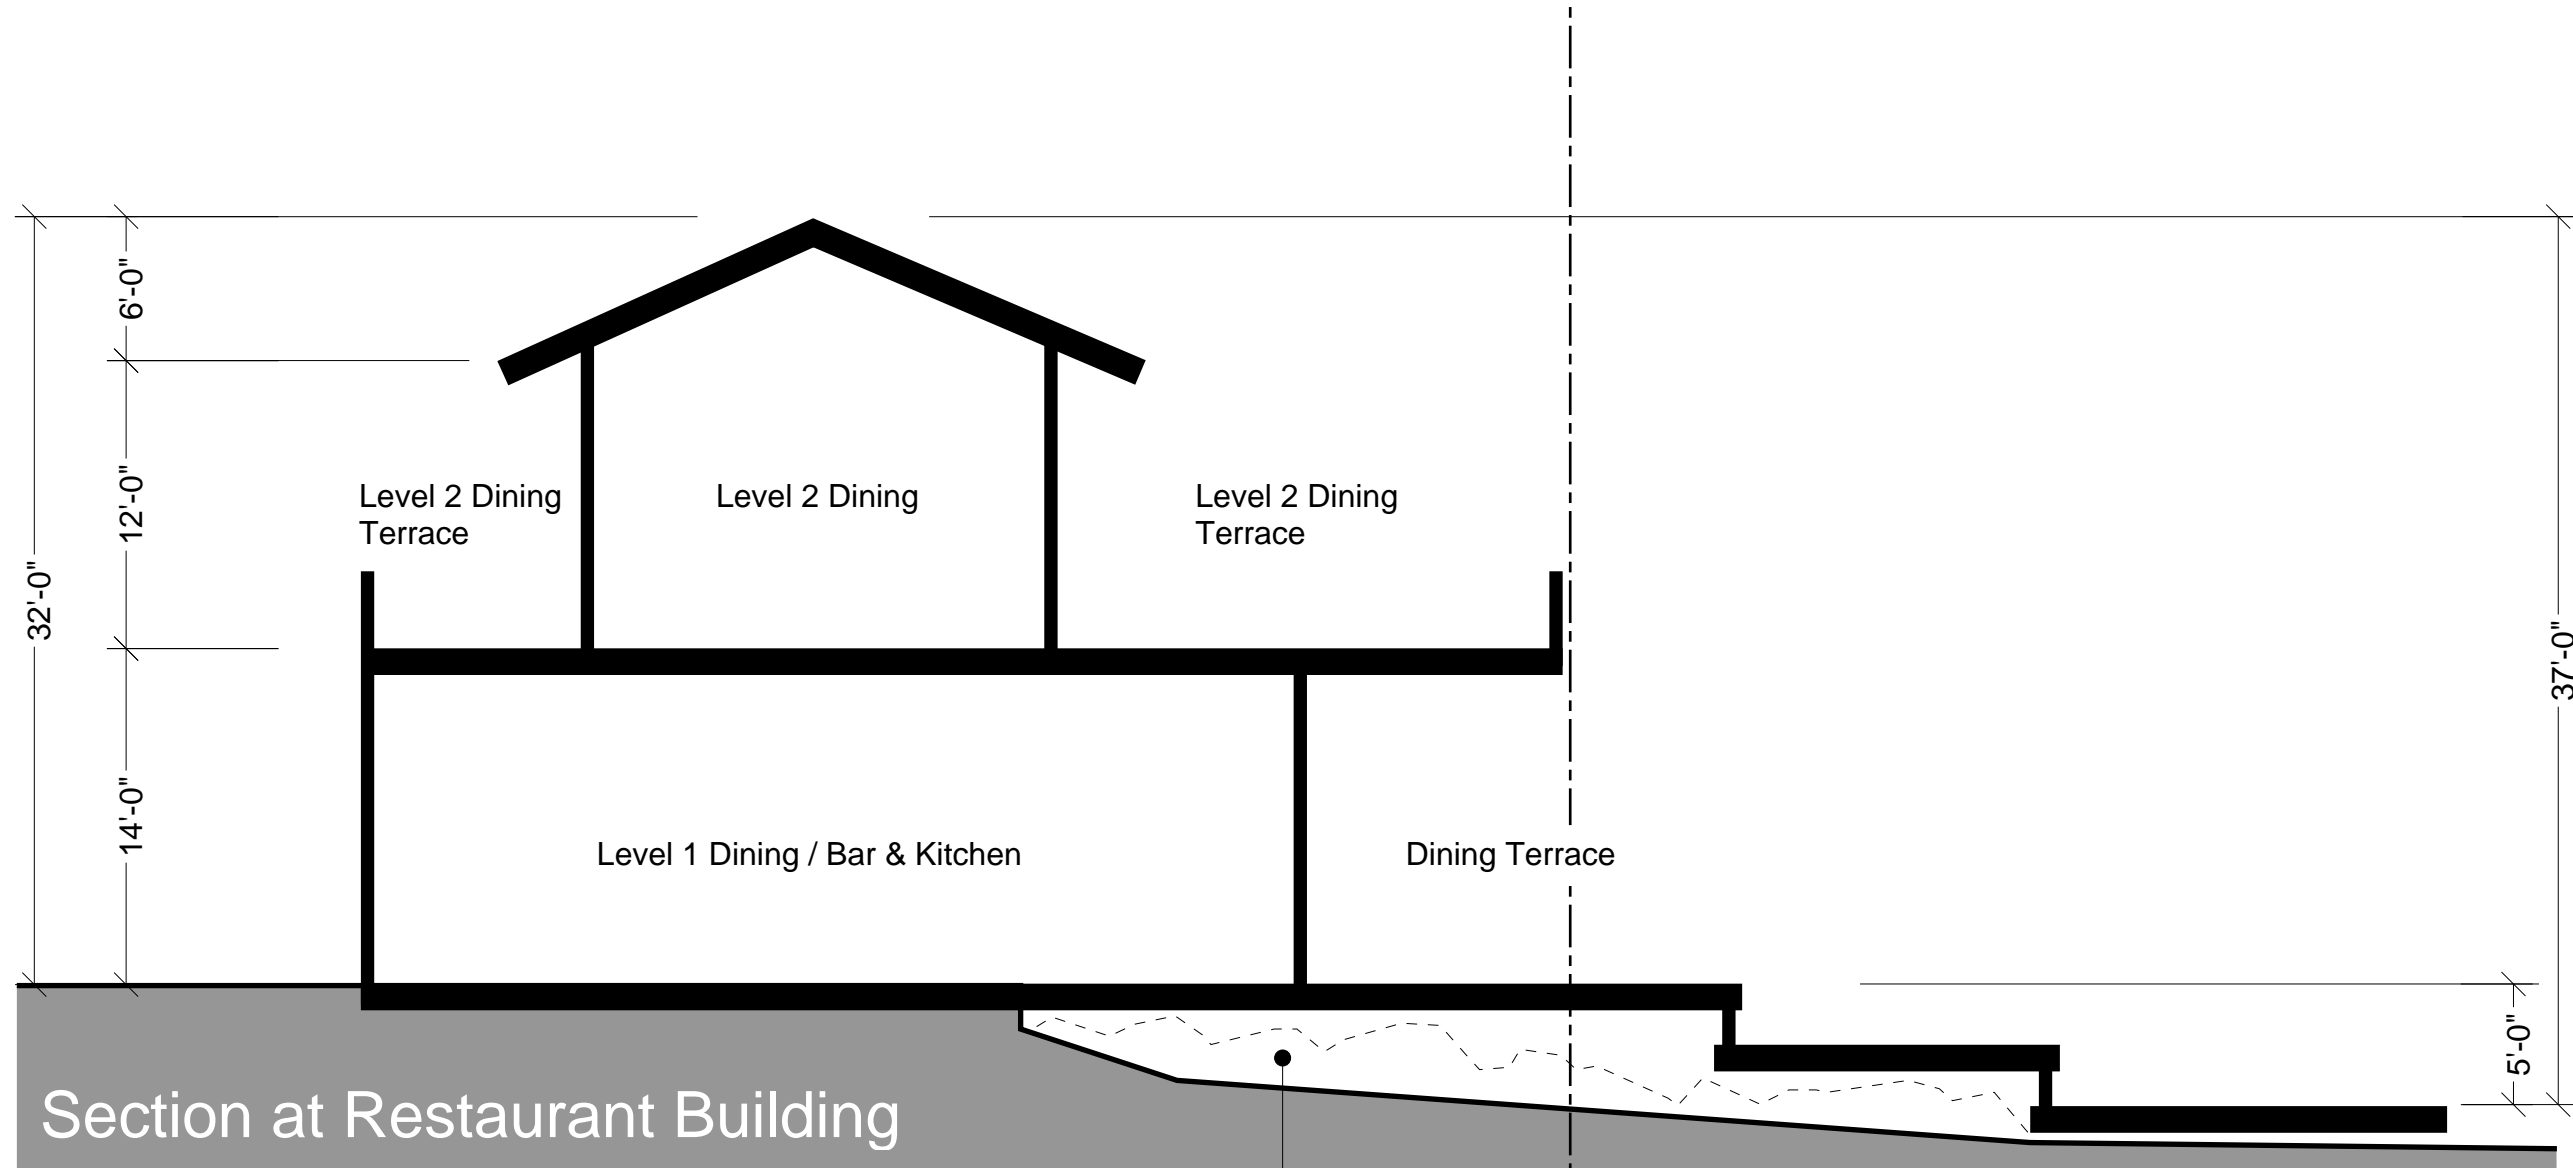 6'-0"
12'-0"
32'-0"
14'-0"
37'-0"
5'-0"
Level 2 Dining
Terrace
Level 2 Dining
Level 2 Dining
Terrace
Level 1 Dining / Bar & Kitchen
Dining Terrace
Section at Restaurant Building